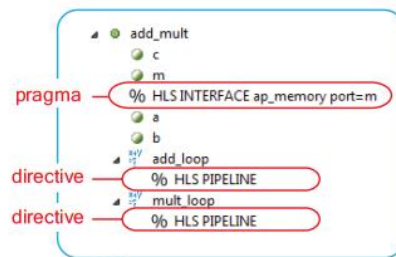 add_mult
c
m
pragma % HLS INTERFACE ap_memory port=m
a
b
add_loop
directive % HLS PIPELINE
mult_loop
directive % HLS PIPELINE